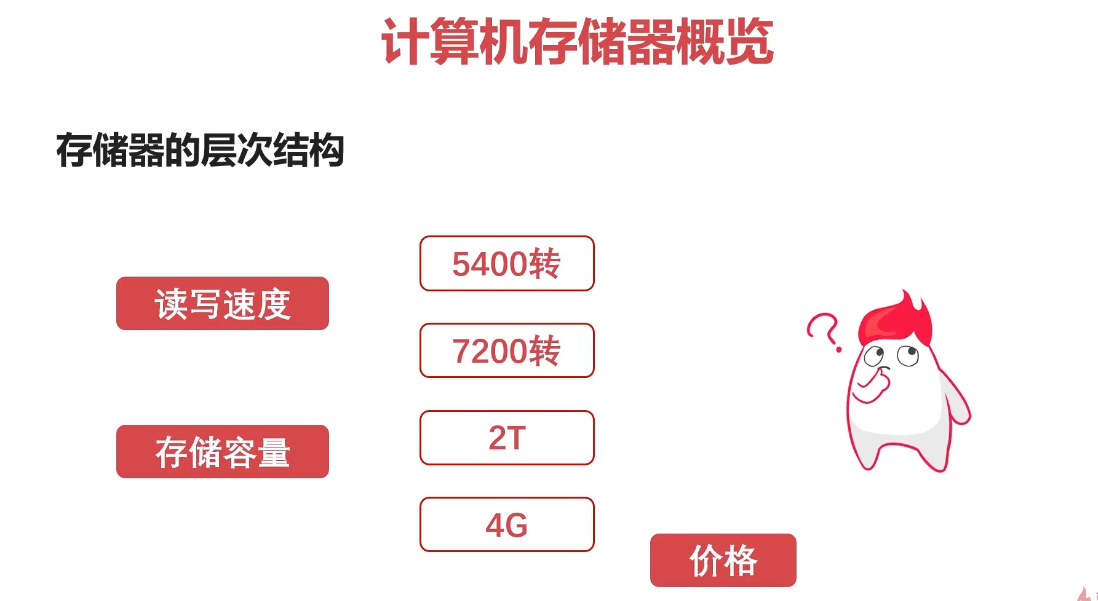 计算机存储器概览
存储器的层次结构
读写速度
5400转
7200转
存储容量
2T
4G
价格